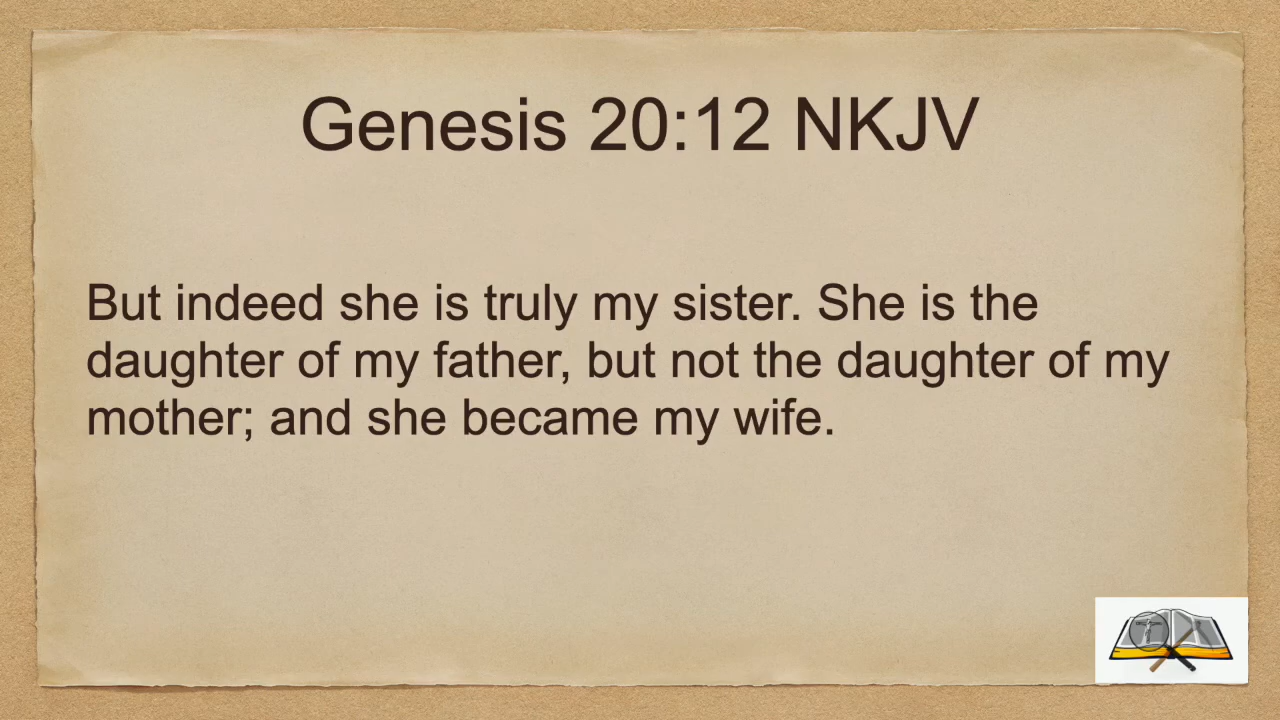 Genesis 20:12 NKJV
But indeed she is truly my sister. She is the
daughter of my father, but not the daughter of my
mother; and she became my wife.